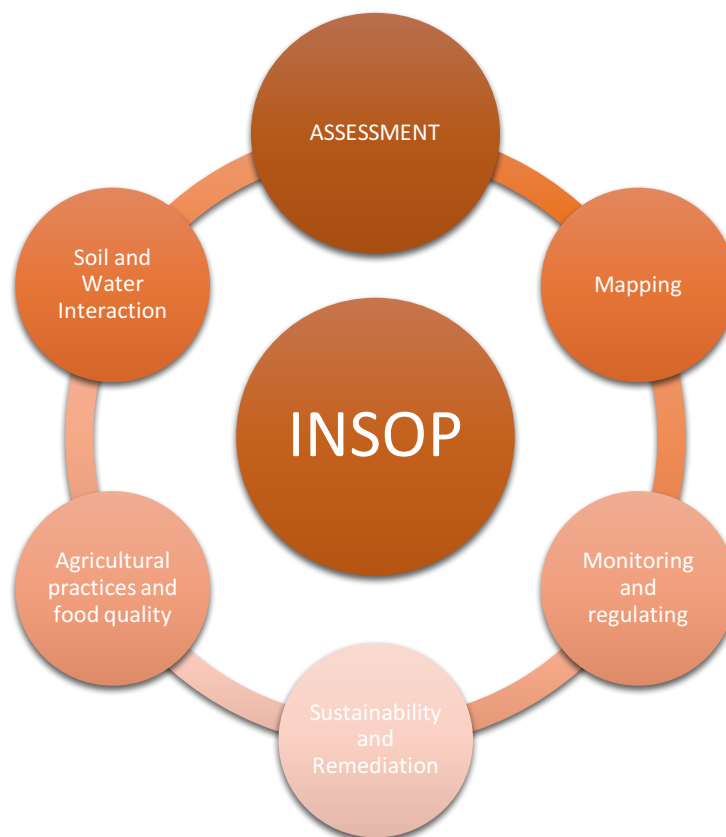 ASSESSMENT
Soil and
Water
Interaction
Mapping
INSOP
Agricultural
practices and
food quality
Monitoring
and
regulating
Sustainability
and
Remediation